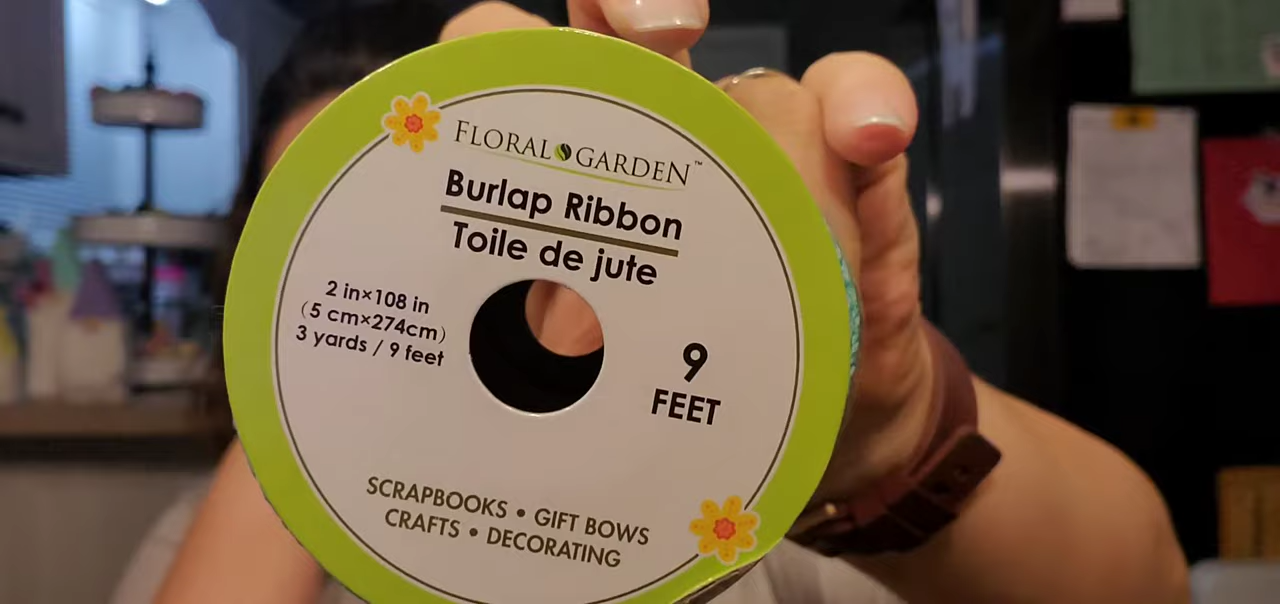 FLORAL GARDEN™
Burlap Ribbon
Toile de jute
2 in×108 in
(5 cm×274cm)
3 yards / 9 feet
9
FEET
SCRAPBOOKS • GIFT BOWS
CRAFTS • DECORATING